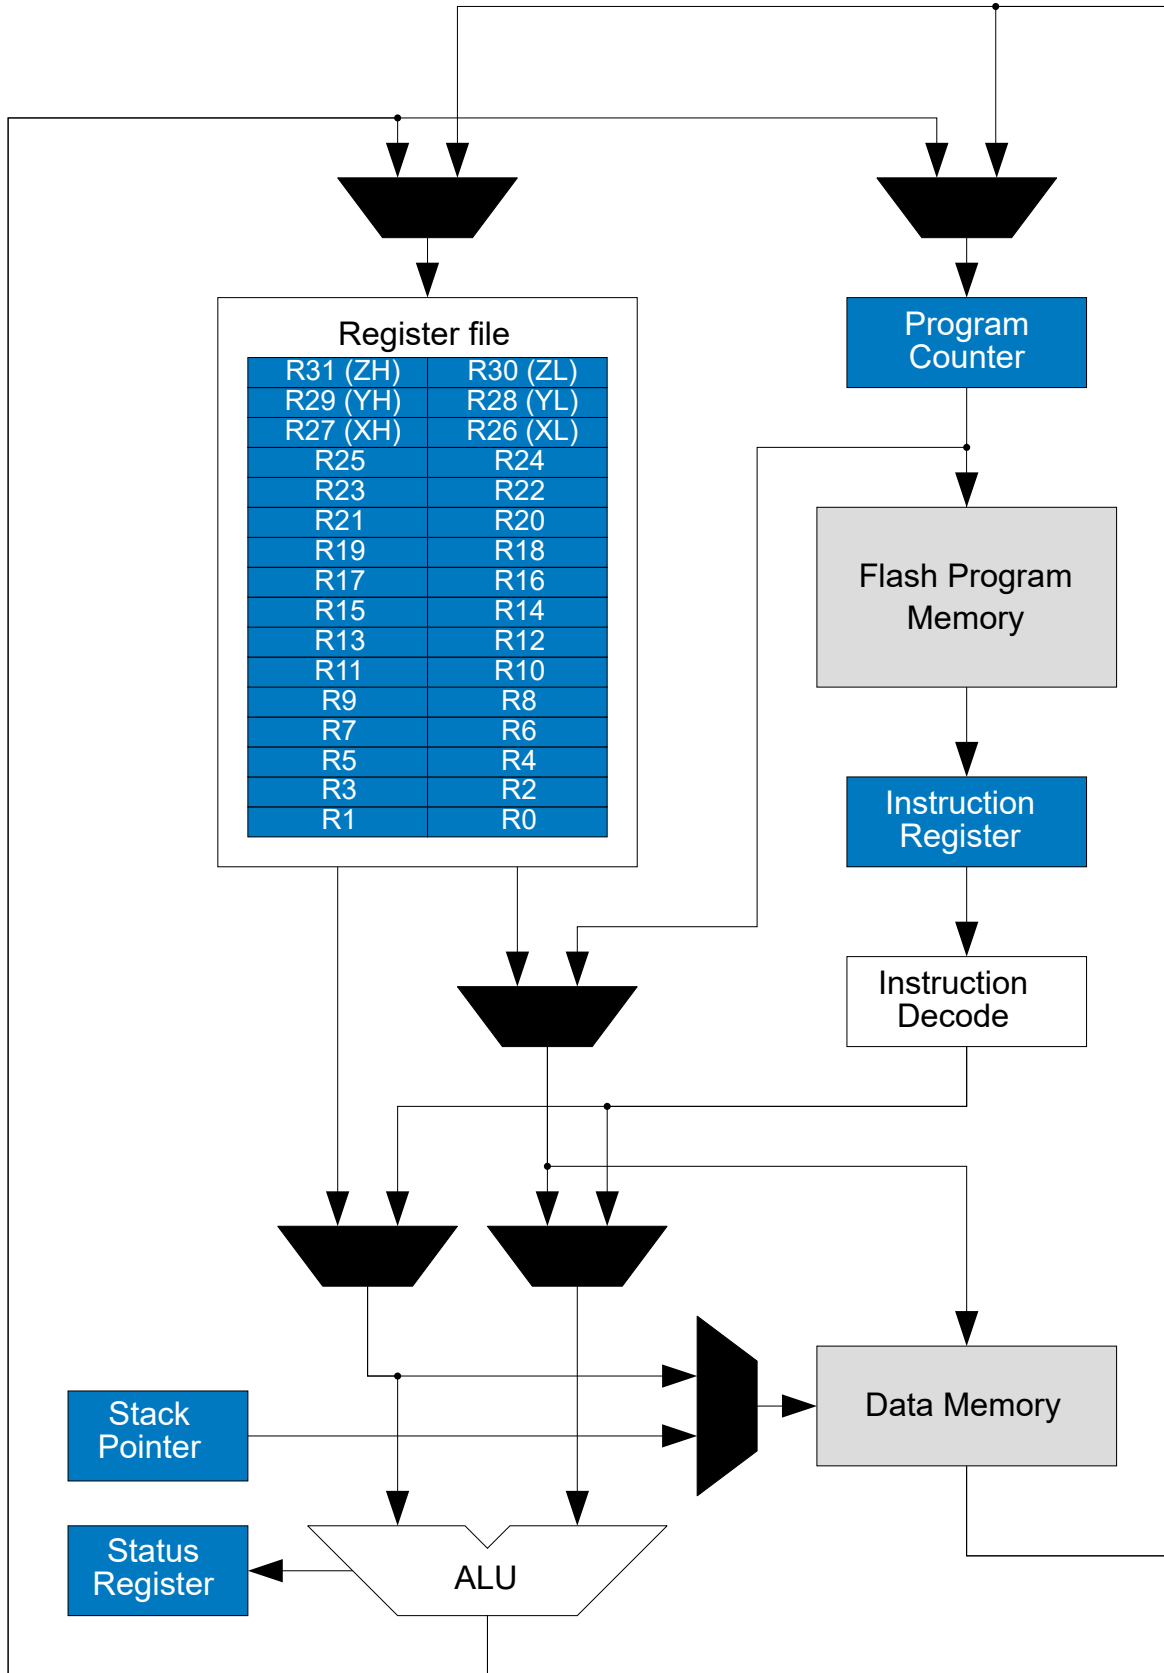 Register file
R31 (ZH) R30 (ZL)
R29 (YH) R28 (YL)
R27 (XH) R26 (XL)
R25 R24
R23 R22
R21 R20
R19 R18
R17 R16
R15 R14
R13 R12
R11 R10
R9 R8
R7 R6
R5 R4
R3 R2
R1 R0
Program
Counter
Flash Program
Memory
Instruction
Register
Instruction
Decode
Stack
Pointer
Data Memory
Status
Register
ALU